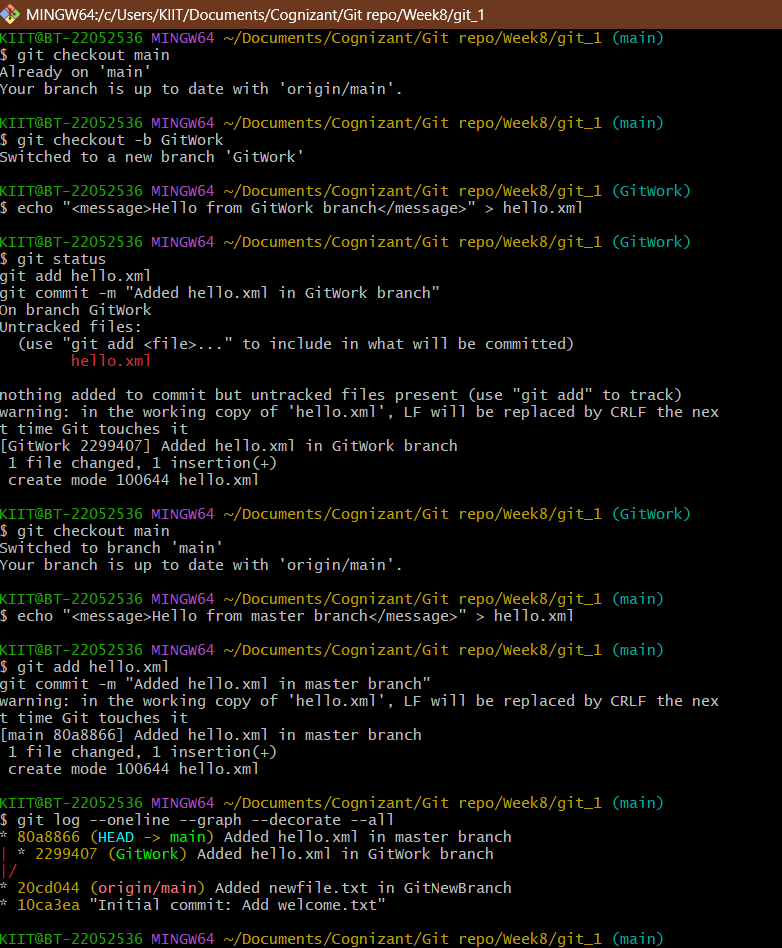 MINGW64:/c/Users/KIIT/Documents/Cognizant/Git repo/Week8/git_1
KIIT@BT-22052536 MINGW64 ~/Documents/Cognizant/Git repo/Week8/git_1 (main)
$ git checkout main
Already on 'main'
Your branch is up to date with 'origin/main'.
KIIT@BT-22052536 MINGW64 ~/Documents/Cognizant/Git repo/Week8/git_1 (main)
$ git checkout -b GitWork
Switched to a new branch 'GitWork'
KIIT@BT-22052536 MINGW64 ~/Documents/Cognizant/Git repo/Week8/git_1 (GitWork)
$ echo "<message>Hello from GitWork branch</message>" > hello.xml
KIIT@BT-22052536 MINGW64 ~/Documents/Cognizant/Git repo/Week8/git_1 (GitWork)
$ git status
git add hello.xml
git commit -m "Added hello.xml in GitWork branch"
On branch GitWork
Untracked files:
  (use "git add <file>..." to include in what will be committed)
        hello.xml
nothing added to commit but untracked files present (use "git add" to track)
warning: in the working copy of 'hello.xml', LF will be replaced by CRLF the nex
t time Git touches it
[GitWork 2299407] Added hello.xml in GitWork branch
 1 file changed, 1 insertion(+)
 create mode 100644 hello.xml
KIIT@BT-22052536 MINGW64 ~/Documents/Cognizant/Git repo/Week8/git_1 (GitWork)
$ git checkout main
Switched to branch 'main'
Your branch is up to date with 'origin/main'.
KIIT@BT-22052536 MINGW64 ~/Documents/Cognizant/Git repo/Week8/git_1 (main)
$ echo "<message>Hello from master branch</message>" > hello.xml
KIIT@BT-22052536 MINGW64 ~/Documents/Cognizant/Git repo/Week8/git_1 (main)
$ git add hello.xml
git commit -m "Added hello.xml in master branch"
warning: in the working copy of 'hello.xml', LF will be replaced by CRLF the nex
t time Git touches it
[main 80a8866] Added hello.xml in master branch
 1 file changed, 1 insertion(+)
 create mode 100644 hello.xml
KIIT@BT-22052536 MINGW64 ~/Documents/Cognizant/Git repo/Week8/git_1 (main)
$ git log --oneline --graph --decorate --all
* 80a8866 (HEAD -> main) Added hello.xml in master branch
| * 2299407 (GitWork) Added hello.xml in GitWork branch
|/
* 20cd044 (origin/main) Added newfile.txt in GitNewBranch
* 10ca3ea "Initial commit: Add welcome.txt"
KIIT@BT-22052536 MINGW64 ~/Documents/Cognizant/Git repo/Week8/git_1 (main)